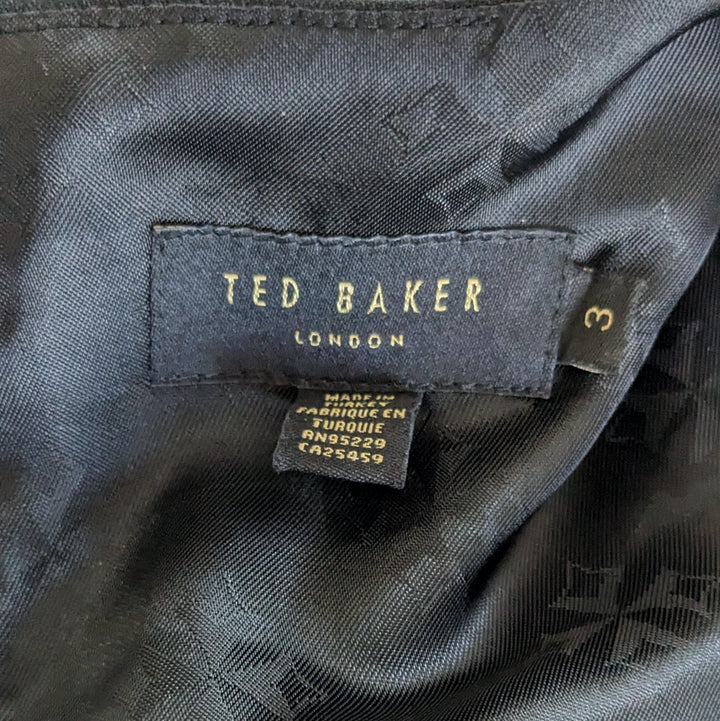 TED BAKER
LONDON
3
MADE IN
TURKEY
FABRIQUE EN
TURQUIE
AN95229
CA25459